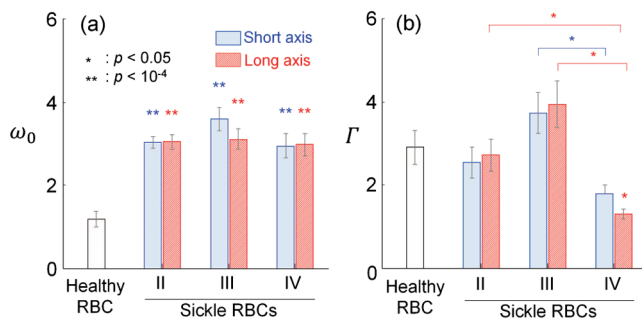 (a)
* : p < 0.05
** : p < 10-4
Short axis
Long axis
ω0
6
4
2
0
** ** ** ** ** **
Healthy RBC
II III IV
Sickle RBCs
(b)
Γ
6
4
2
0
*
*
*
*
Healthy RBC
II III IV
Sickle RBCs